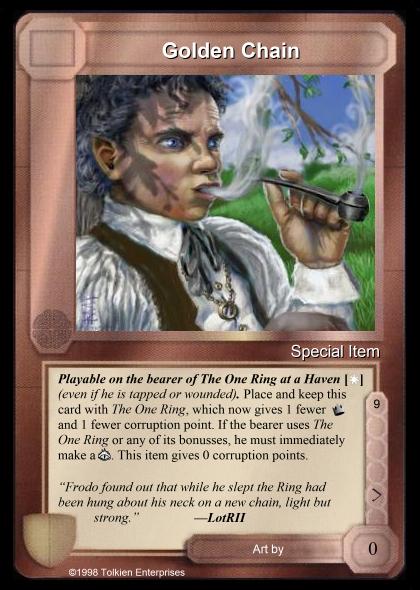 Golden Chain
Special Item
Playable on the bearer of The One Ring at a Haven [ ]
(even if he is tapped or wounded). Place and keep this
card with The One Ring, which now gives 1 fewer
and 1 fewer corruption point. If the bearer uses The
One Ring or any of its bonusses, he must immediately
make a . This item gives 0 corruption points.
“Frodo found out that while he slept the Ring had
been hung about his neck on a new chain, light but
strong.” —LotRII
9
Art by
0
©1998 Tolkien Enterprises